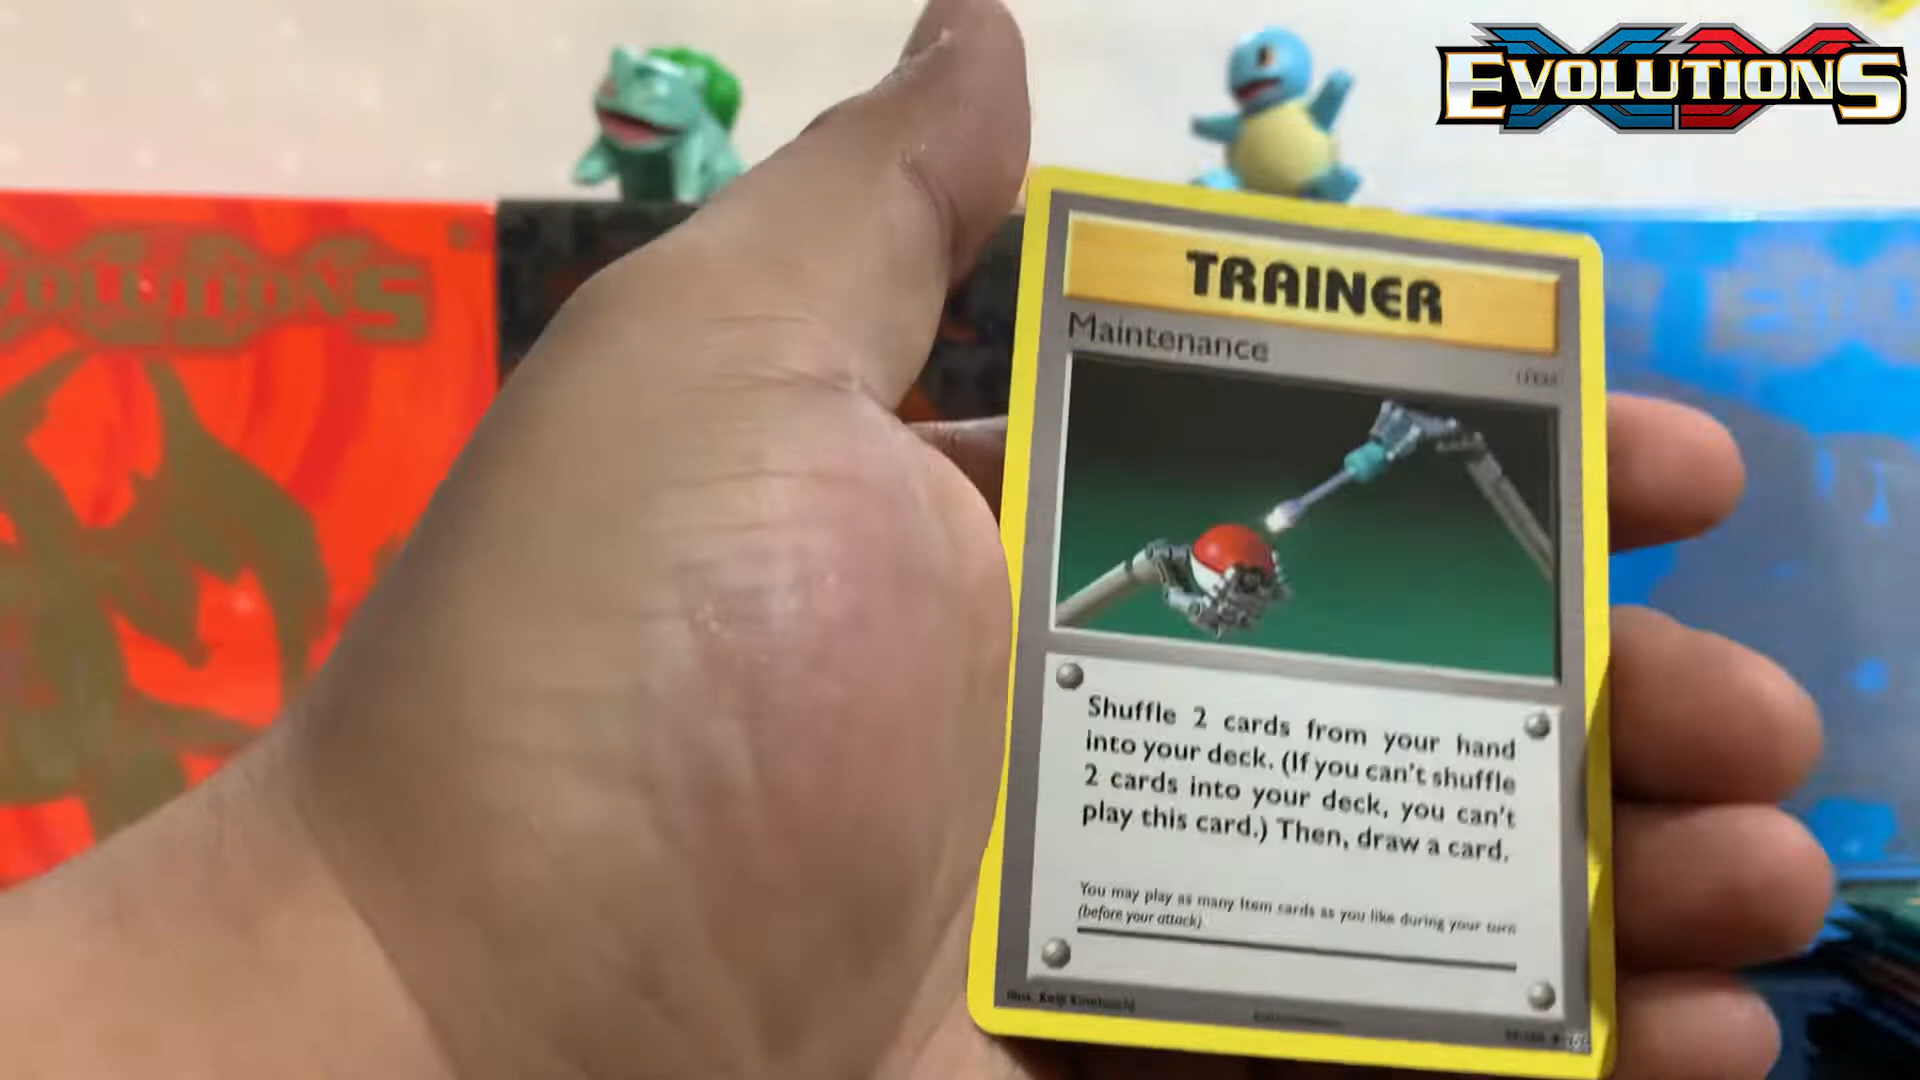 EVOLUTIONS
EVOLUTIONS
TRAINER
Maintenance
Shuffle 2 cards from your hand
into your deck. (If you can't shuffle
2 cards into your deck, you can't
play this card.) Then, draw a card.
You may play as many Item cards as you like during your turn
(before your attack).
Illus. Keiji Kinebuchi